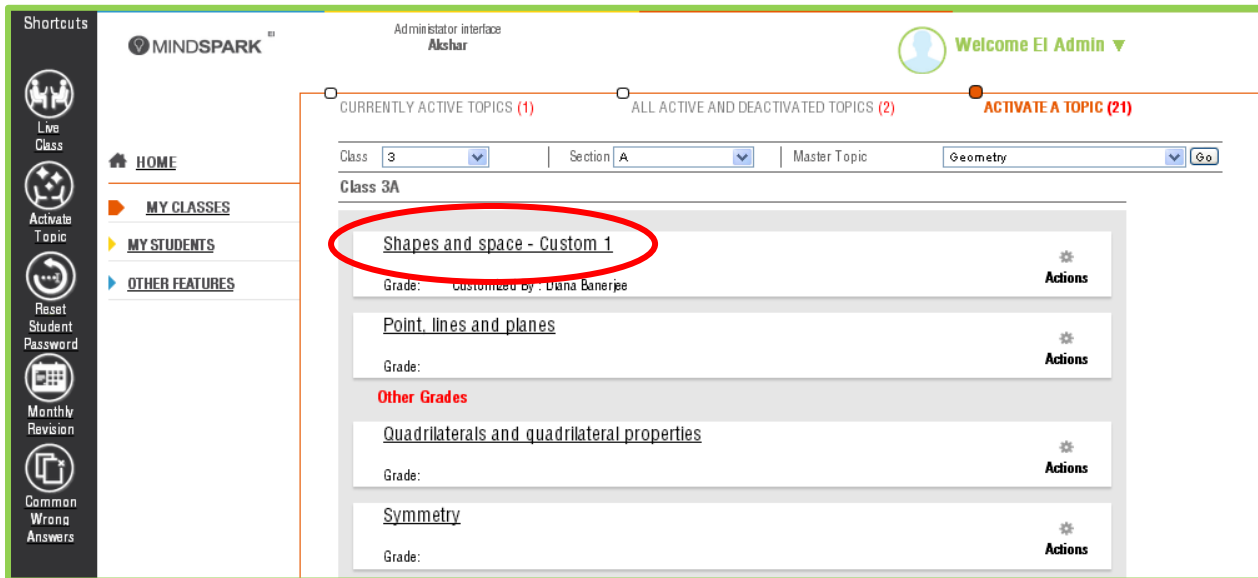 Shortcuts
Live
Class
Activate
Topic
Reset
Student
Password
Monthly
Revision
Common
Wrong
Answers
MINDSPARK EI
Administator interface
Akshar
Welcome EI Admin ▼
HOME
MY CLASSES
MY STUDENTS
OTHER FEATURES
CURRENTLY ACTIVE TOPICS (1) ALL ACTIVE AND DEACTIVATED TOPICS (2) ACTIVATE A TOPIC (21)
Class 3 Section A Master Topic Geometry Go
Class 3A
Shapes and space - Custom 1
Grade: Customized By : Diana Banerjee
Actions
Point, lines and planes
Grade:
Actions
Other Grades
Quadrilaterals and quadrilateral properties
Grade:
Actions
Symmetry
Grade:
Actions